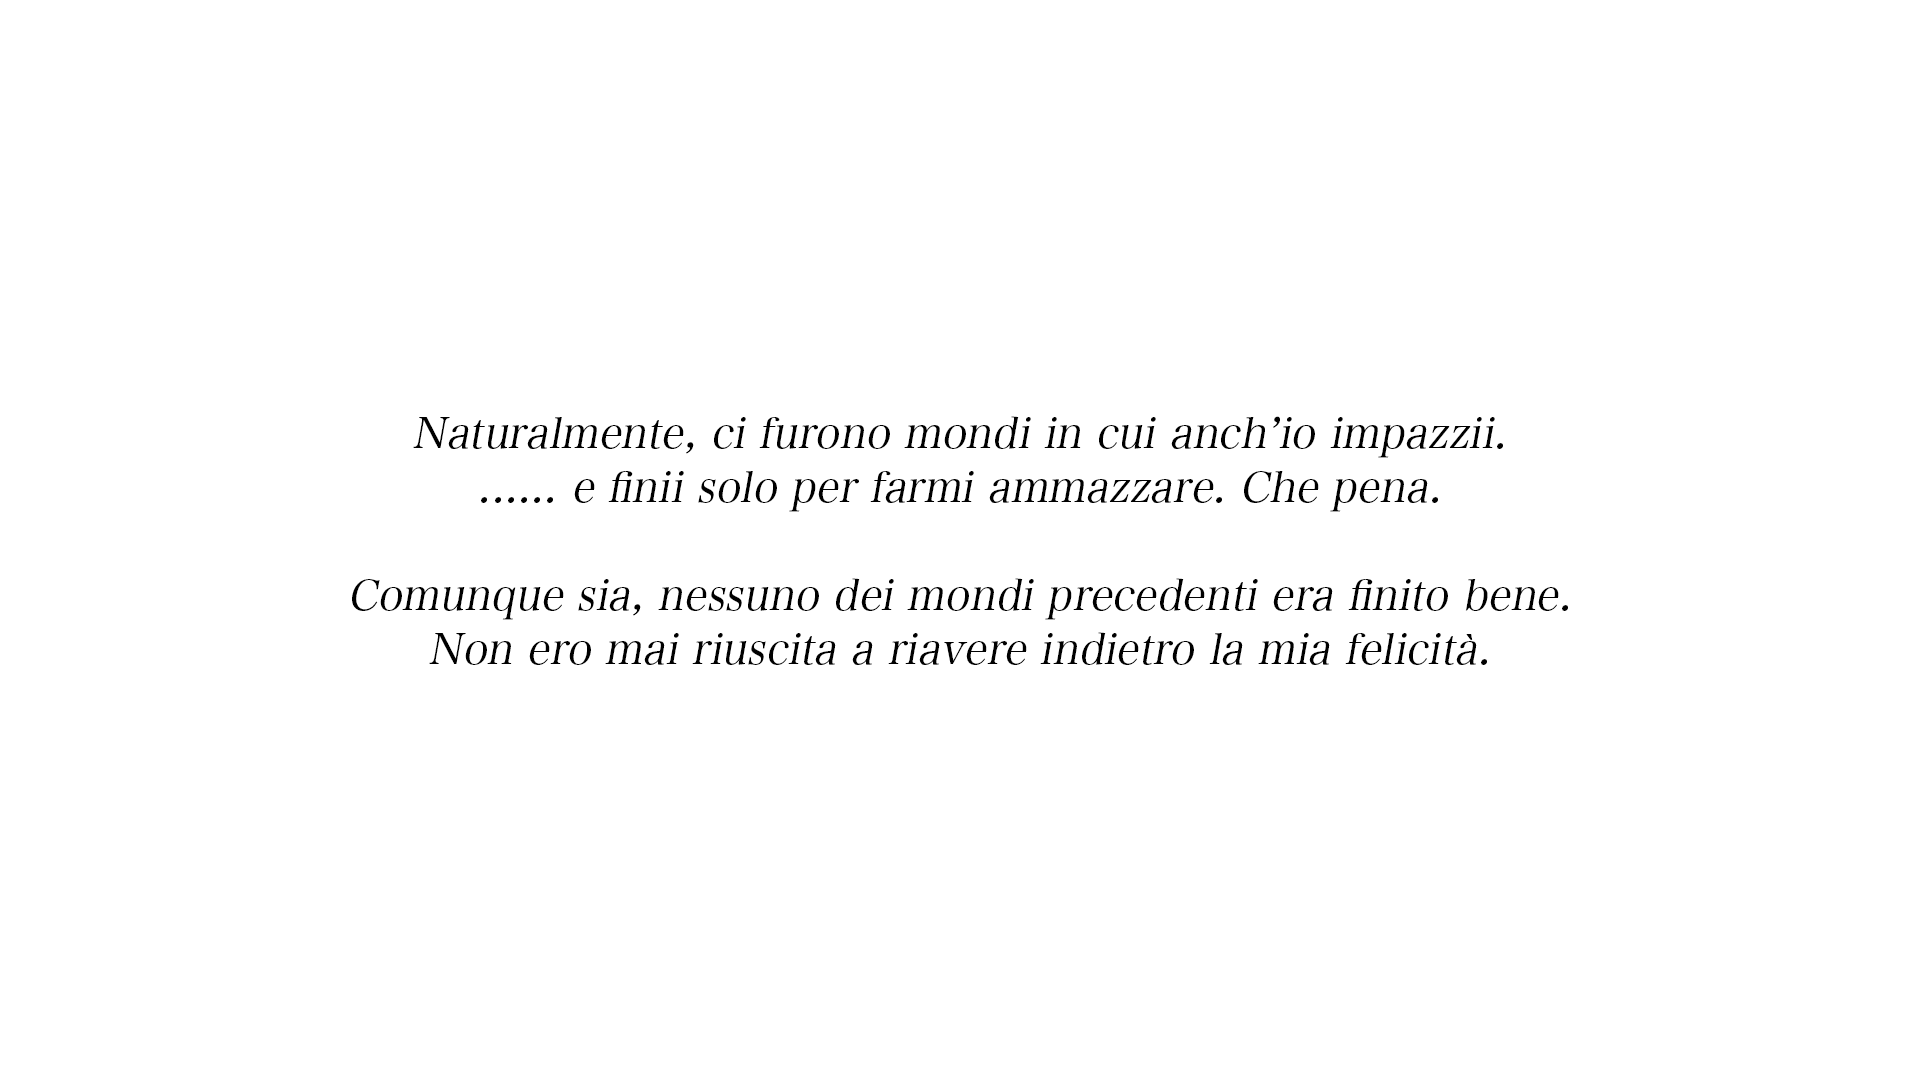 Naturalmente, ci furono mondi in cui anch’io impazzii.
...... e finii solo per farmi ammazzare. Che pena.
Comunque sia, nessuno dei mondi precedenti era finito bene.
Non ero mai riuscita a riavere indietro la mia felicità.